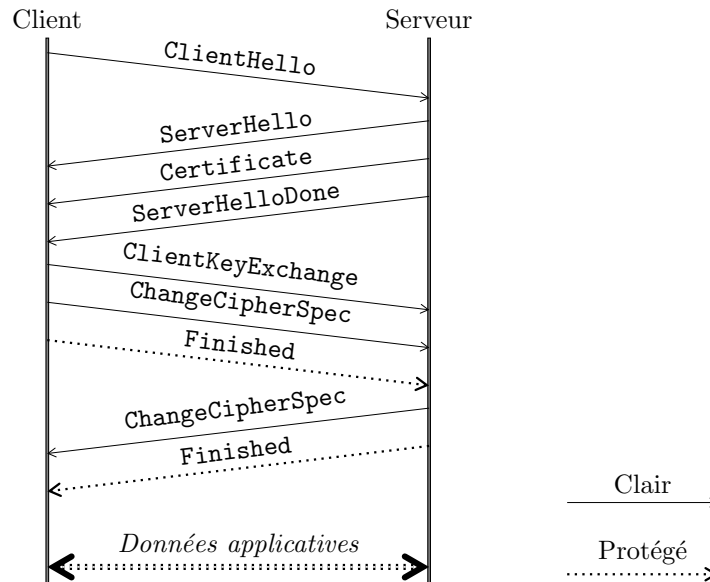 Client
Serveur
ClientHello
ServerHello
Certificate
ServerHelloDone
ClientKeyExchange
ChangeCipherSpec
Finished
ChangeCipherSpec
Finished
Données applicatives
Clair
Protégé